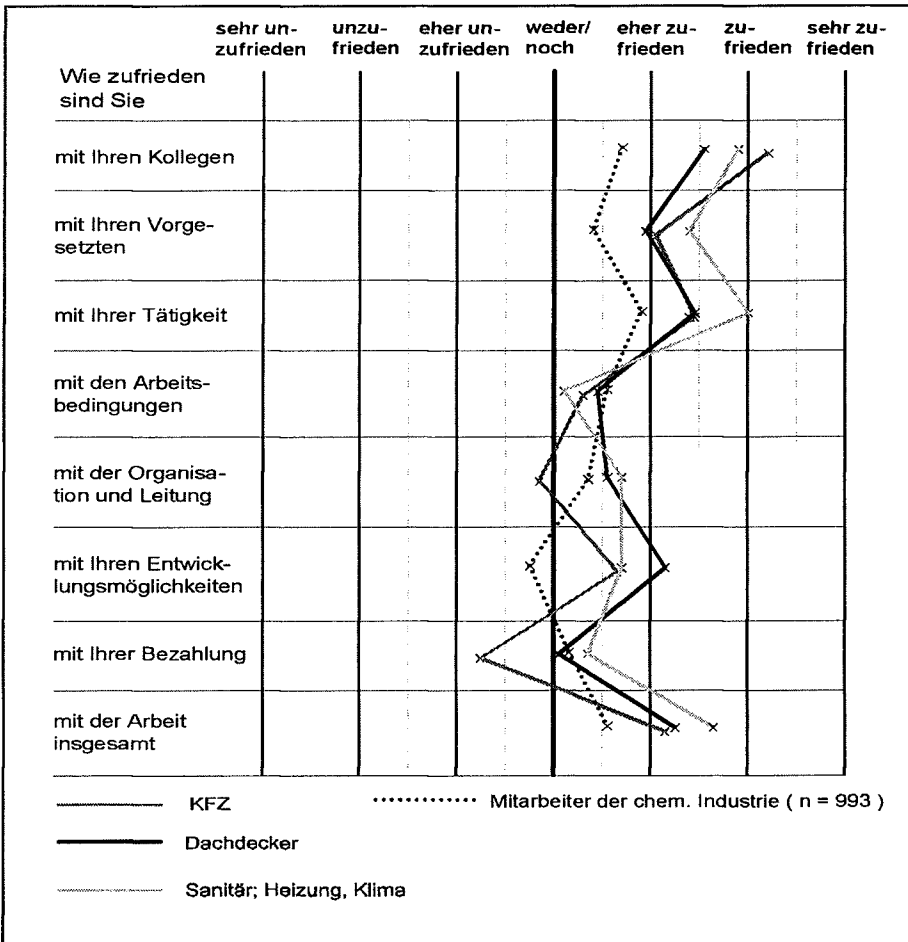 sehr un- unzu- eher un- weder/ eher zu- zu- sehr zu-
zufrieden frieden zufrieden noch frieden frieden frieden
Wie zufrieden
sind Sie
mit Ihren Kollegen
mit Ihren Vorge-
setzten
mit Ihrer Tätigkeit
mit den Arbeits-
bedingungen
mit der Organisa-
tion und Leitung
mit Ihren Entwick-
lungsmöglichkeiten
mit Ihrer Bezahlung
mit der Arbeit
insgesamt
KFZ Mitarbeiter der chem. Industrie ( n = 993 )
Dachdecker
Sanitär; Heizung, Klima